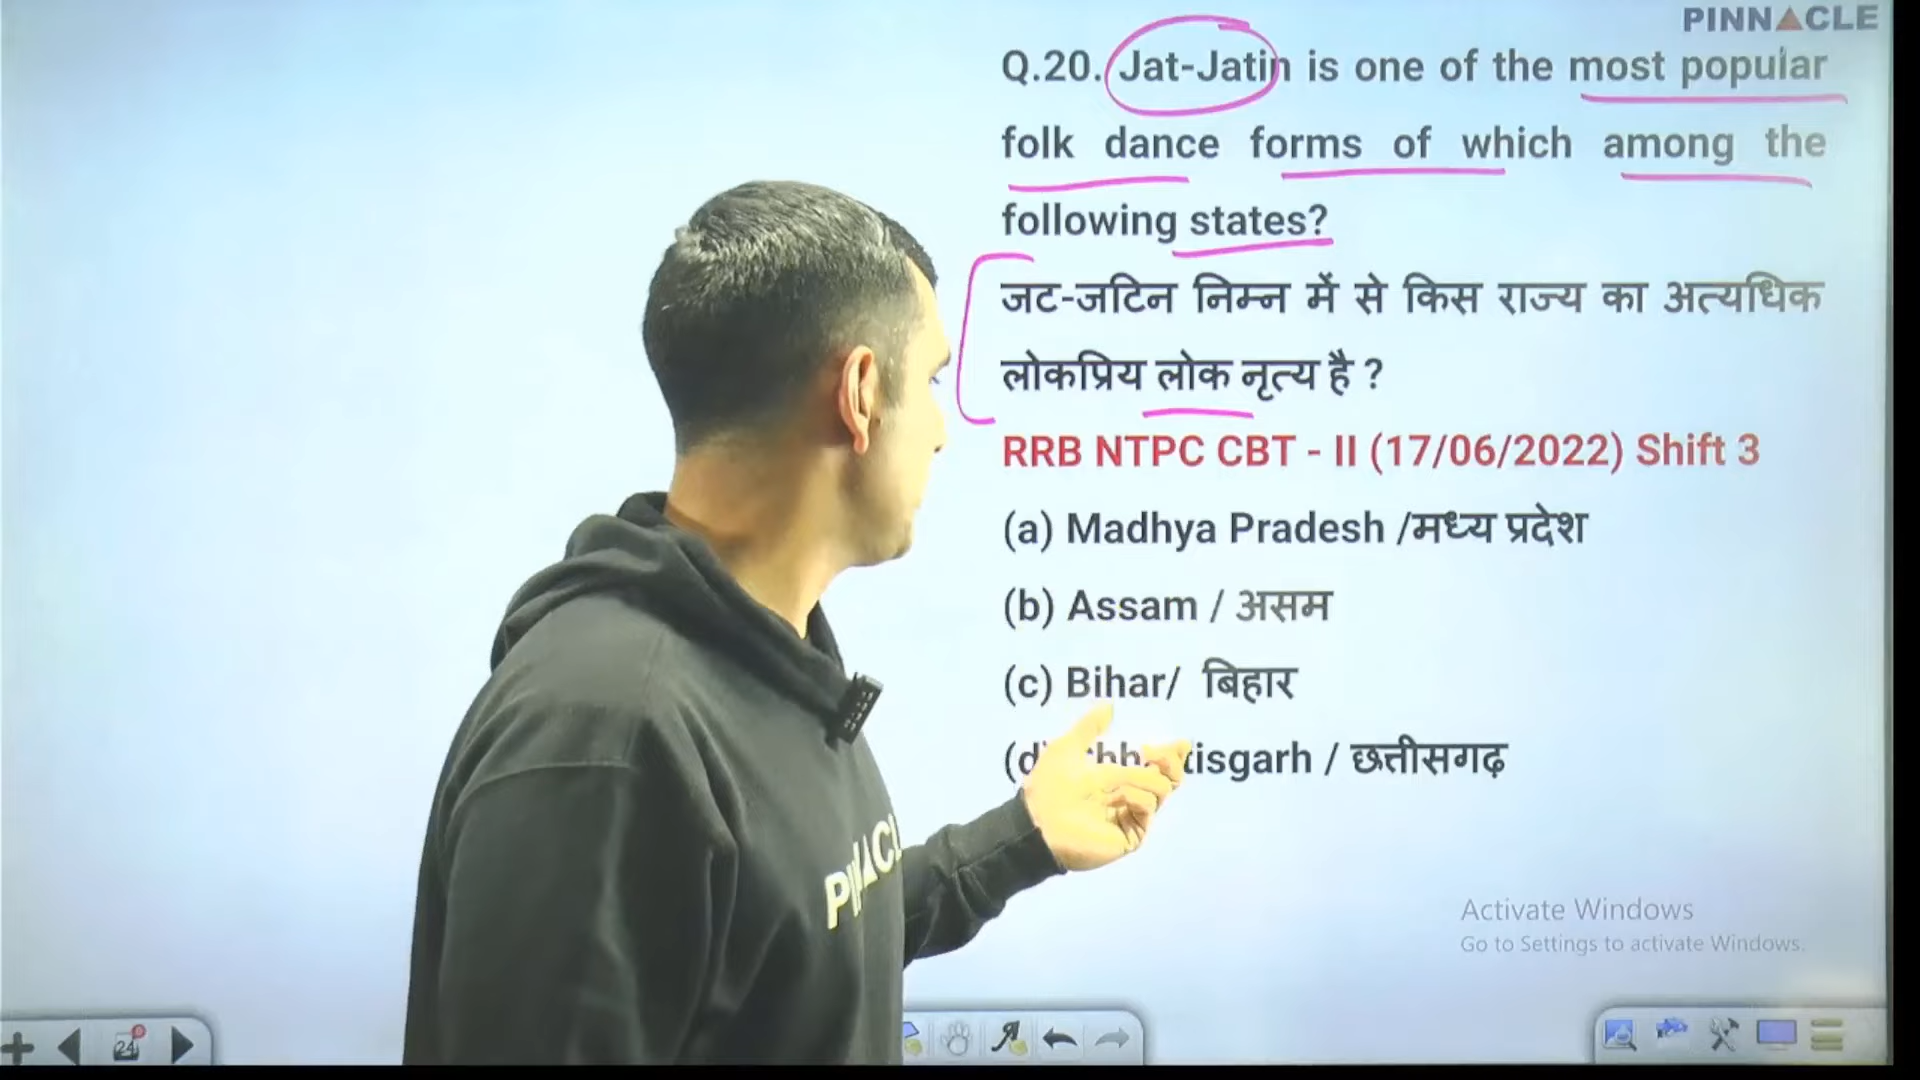 PINNACLE
Q.20. Jat-Jatin is one of the most popular
folk dance forms of which among the
following states?
जट-जटिन निम्न में से किस राज्य का अत्यधिक
लोकप्रिय लोक नृत्य है ?
RRB NTPC CBT - II (17/06/2022) Shift 3
(a) Madhya Pradesh /मध्य प्रदेश
(b) Assam / असम
(c) Bihar/ बिहार
/ छत्तीसगढ़
Activate Windows
Go to Settings to activate Windows.
24